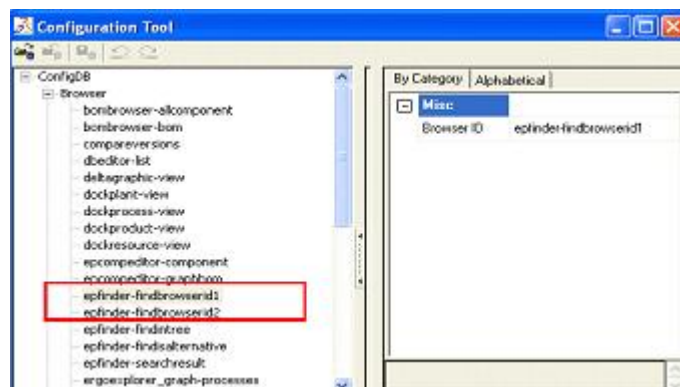 Configuration Tool
ConfigDB
Browser
bombrowser-allcomponent
bombrowser-bom
compareversions
dbeditor-list
deltagraphic-view
dockplant-view
dockprocess-view
dockproduct-view
dockresource-view
epcompeditor-component
epcompeditor-graphbom
epfinder-findbrowserid1
epfinder-findbrowserid2
epfinder-findintree
epfinder-findisalternative
epfinder-searchresult
ergoexplorer_graph-processes
By Category Alphabetical
Misc
Browser ID epfinder-findbrowserid1